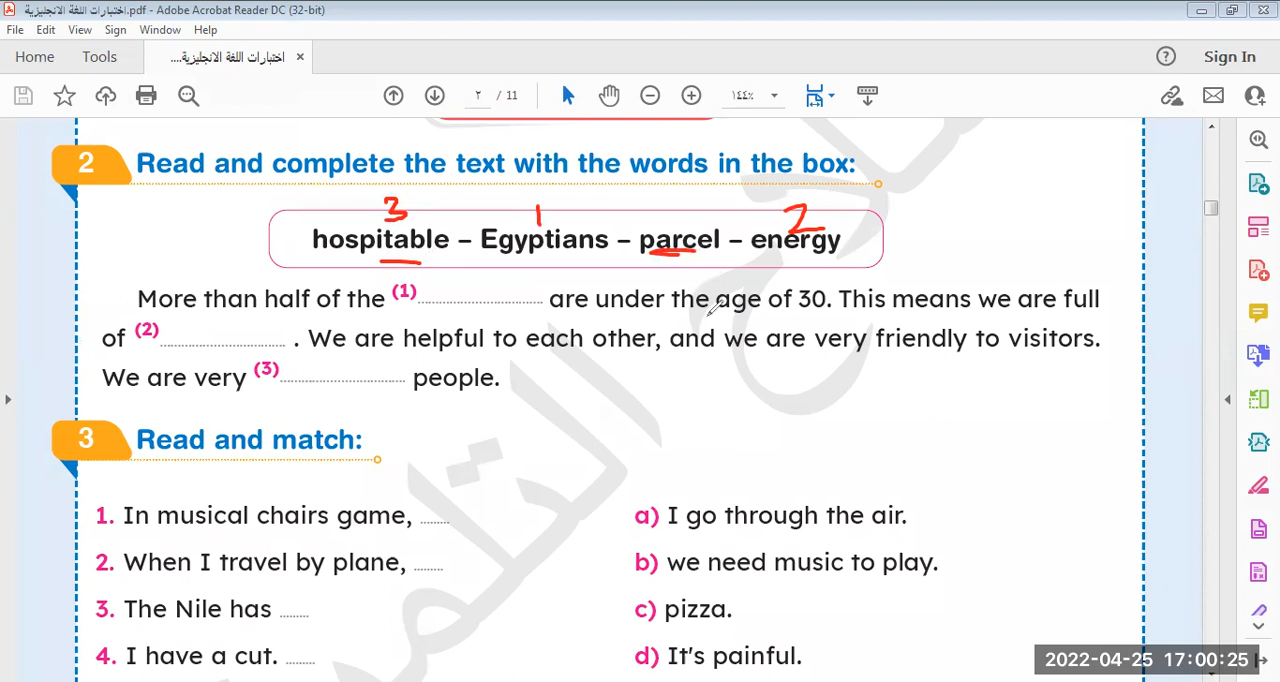 اختبارات اللغة الانجليزية.pdf - Adobe Acrobat Reader DC (32-bit)
File Edit View Sign Window Help
Home Tools اختبارات اللغة الانجليزية.... × Sign In
٢ / 11 ١٤٤٪
2 Read and complete the text with the words in the box:
3 1 2
hospitable – Egyptians – parcel – energy
More than half of the (1) .............................. are under the age of 30. This means we are full
of (2) .............................. . We are helpful to each other, and we are very friendly to visitors.
We are very (3) .............................. people.
3 Read and match:
1. In musical chairs game, ........ a) I go through the air.
2. When I travel by plane, ........ b) we need music to play.
3. The Nile has ........ c) pizza.
4. I have a cut. ........ d) It's painful.
2022-04-25 17:00:25